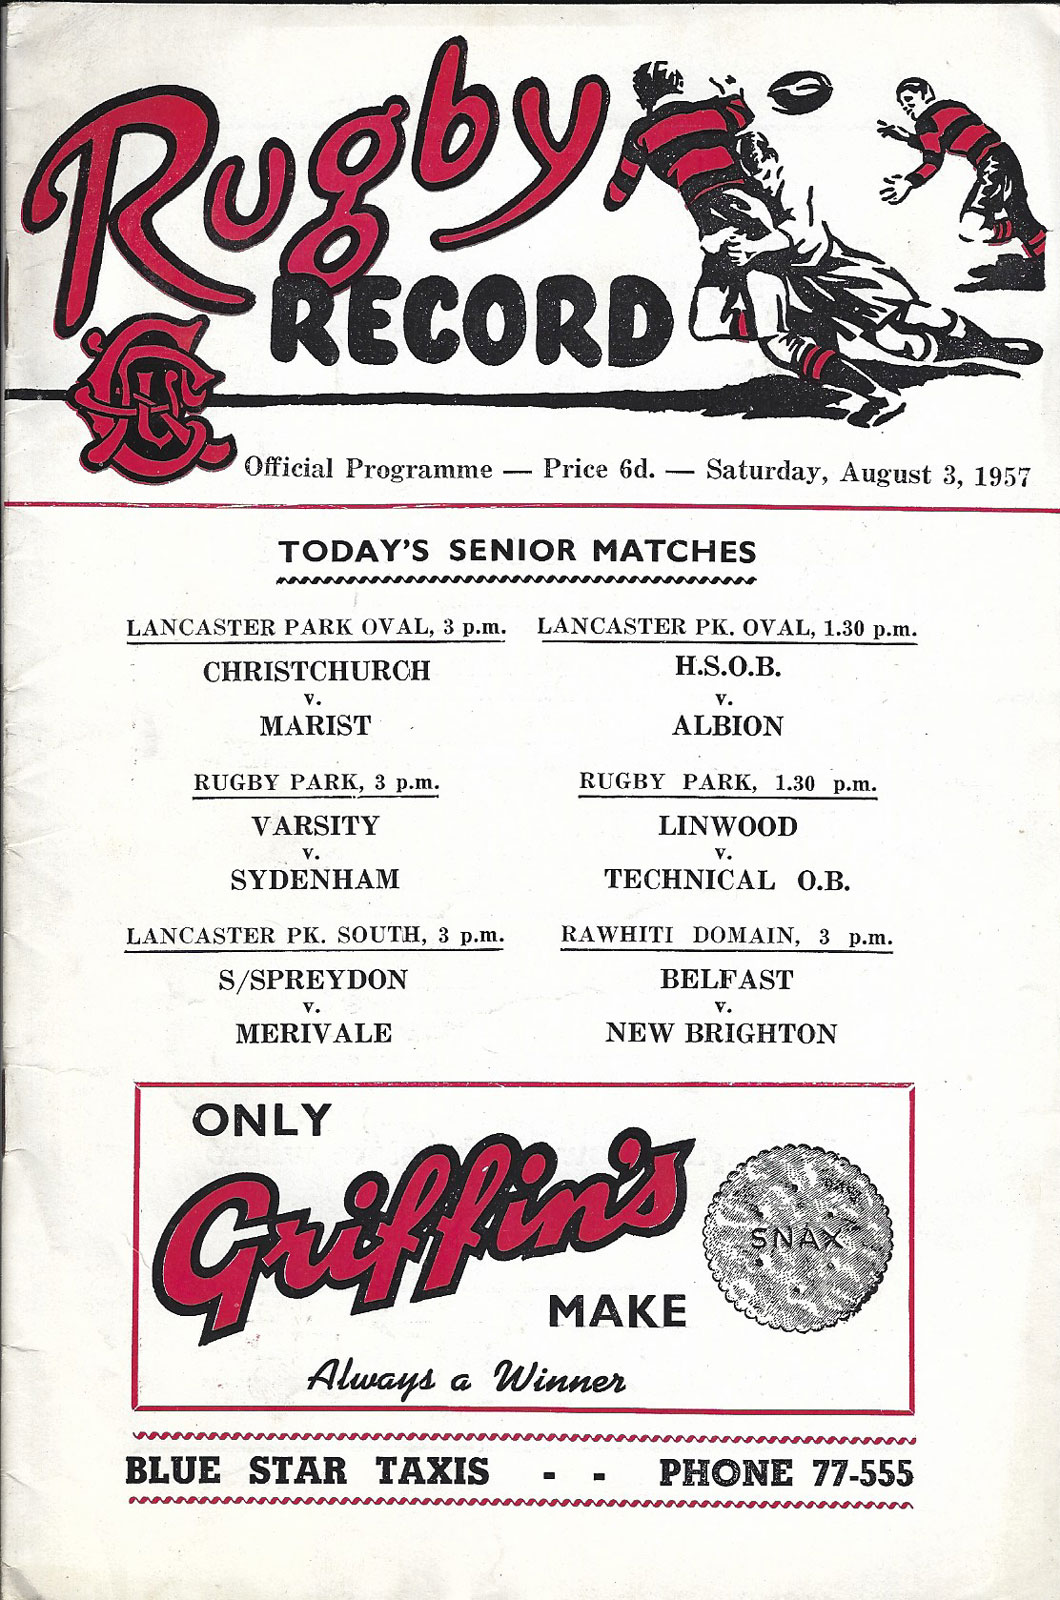 Rugby
RECORD
Official Programme — Price 6d. — Saturday, August 3, 1957
TODAY'S SENIOR MATCHES
LANCASTER PARK OVAL, 3 p.m.
CHRISTCHURCH
v.
MARIST
LANCASTER PK. OVAL, 1.30 p.m.
H.S.O.B.
v.
ALBION
RUGBY PARK, 3 p.m.
VARSITY
v.
SYDENHAM
RUGBY PARK, 1.30 p.m.
LINWOOD
v.
TECHNICAL O.B.
LANCASTER PK. SOUTH, 3 p.m.
S/SPREYDON
v.
MERIVALE
RAWHITI DOMAIN, 3 p.m.
BELFAST
v.
NEW BRIGHTON
ONLY
Griffin's
MAKE
SNAX
Always a Winner
BLUE STAR TAXIS - - PHONE 77-555